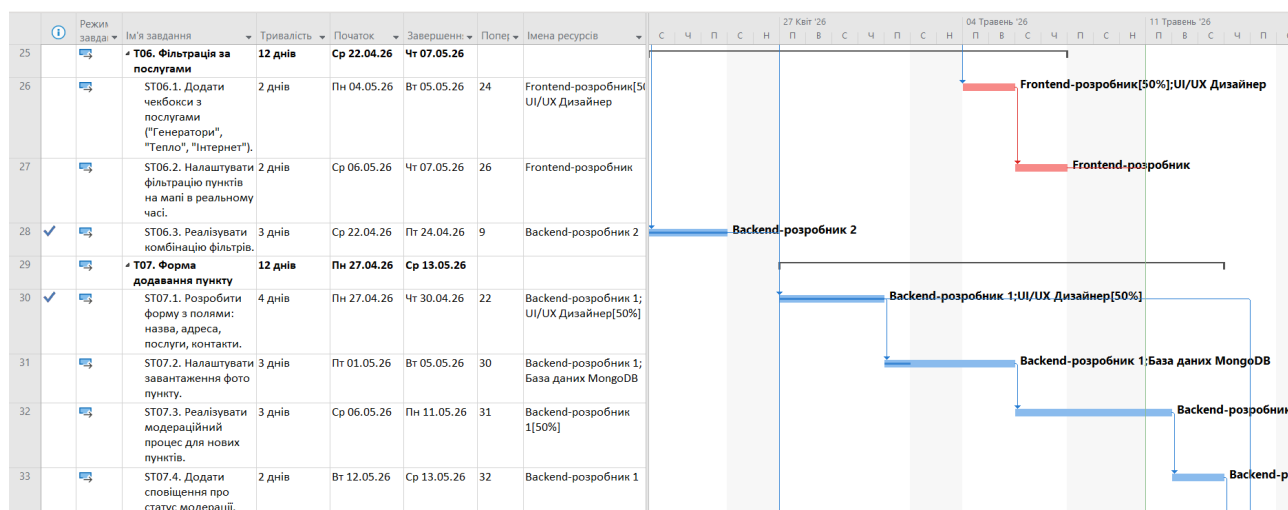 27 Квіт '26 04 Травень '26 11 Травень '26
Режим
завда Ім'я завдання Тривалість Початок Завершення Попер Імена ресурсів С Ч П С Н П В С Ч П С Н П В С Ч П С Н П В С Ч П
25 T06. Фільтрація за 12 днів Ср 22.04.26 Чт 07.05.26
послугами
26 ST06.1. Додати 2 днів Пн 04.05.26 Вт 05.05.26 24 Frontend-розробник[50 Frontend-розробник[50%];UI/UX Дизайнер
чекбокси з UI/UX Дизайнер
послугами
("Генератори",
"Тепло", "Інтернет").
27 ST06.2. Налаштувати 2 днів Ср 06.05.26 Чт 07.05.26 26 Frontend-розробник Frontend-розробник
фільтрацію пунктів
на мапі в реальному
часі.
28 ST06.3. Реалізувати 3 днів Ср 22.04.26 Пт 24.04.26 9 Backend-розробник 2 Backend-розробник 2
комбінацію фільтрів.
29 T07. Форма 12 днів Пн 27.04.26 Ср 13.05.26
додавання пункту
30 ST07.1. Розробити 4 днів Пн 27.04.26 Чт 30.04.26 22 Backend-розробник 1; Backend-розробник 1;UI/UX Дизайнер[50%]
форму з полями: UI/UX Дизайнер[50%]
назва, адреса,
послуги, контакти.
31 ST07.2. Налаштувати 3 днів Пт 01.05.26 Вт 05.05.26 30 Backend-розробник 1; Backend-розробник 1;База даних MongoDB
завантаження фото База даних MongoDB
пункту.
32 ST07.3. Реалізувати 3 днів Ср 06.05.26 Пн 11.05.26 31 Backend-розробник Backend-розробник
модераційний 1[50%]
процес для нових
пунктів.
33 ST07.4. Додати 2 днів Вт 12.05.26 Ср 13.05.26 32 Backend-розробник 1 Backend-р
сповіщення про
статус модерації.